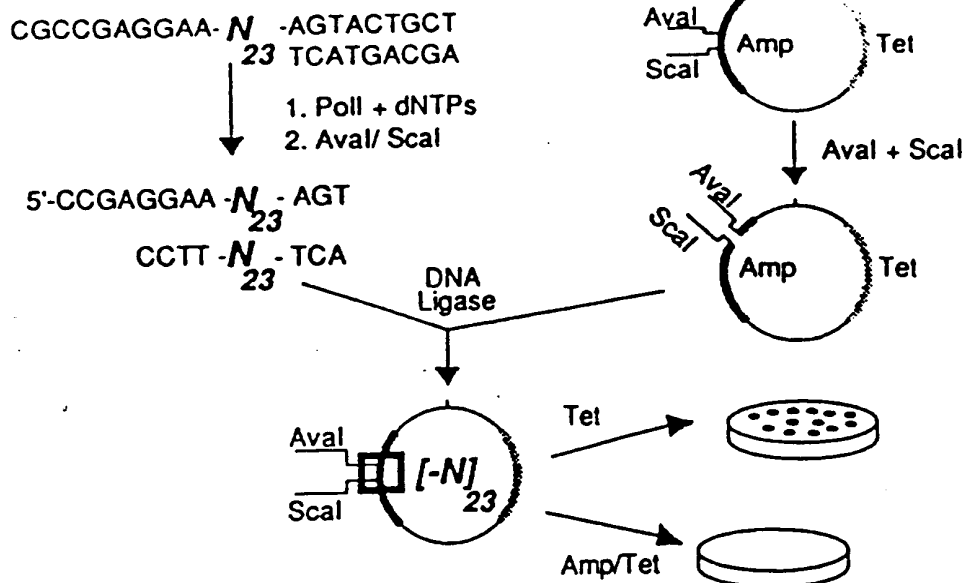 CGCCGAGGAA- N 23 -AGTACTGCT
TCATGACGA
1. PolI + dNTPs
2. AvaI/ ScaI
5'-CCGAGGAA -N 23 - AGT
CCTT -N 23 - TCA
AvaI
ScaI
Amp
Tet
AvaI + ScaI
AvaI
ScaI
Amp
Tet
DNA
Ligase
AvaI
ScaI
[-N] 23
Tet
Amp/Tet